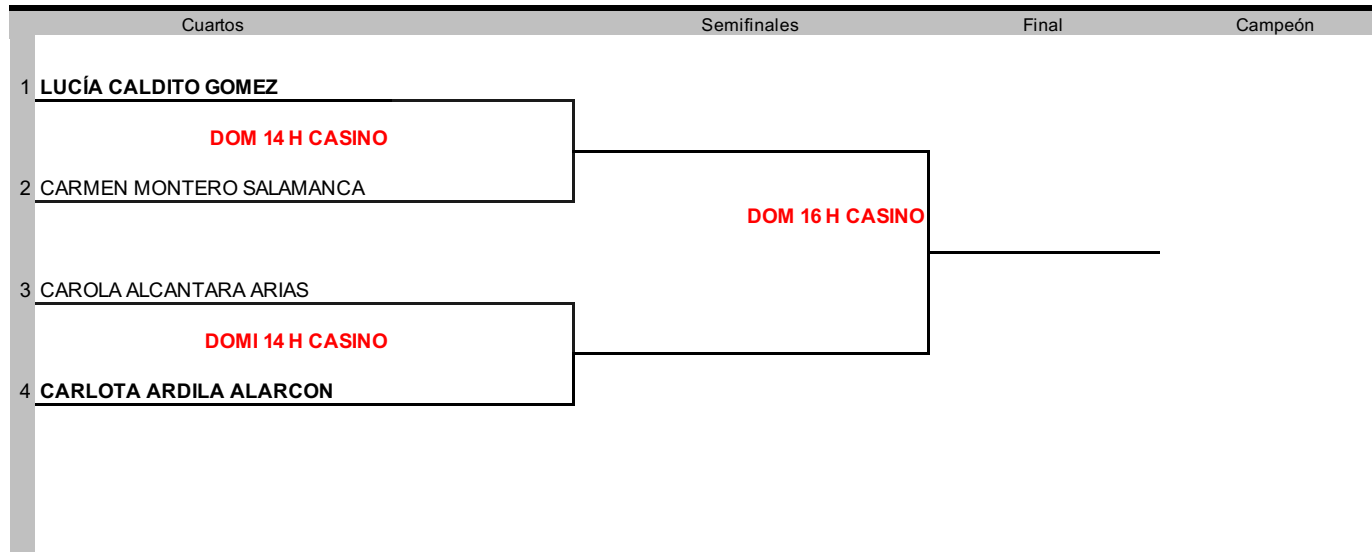 Cuartos Semifinales Final Campeón
1 LUCÍA CALDITO GOMEZ
DOM 14 H CASINO
2 CARMEN MONTERO SALAMANCA
DOM 16 H CASINO
3 CAROLA ALCANTARA ARIAS
DOMI 14 H CASINO
4 CARLOTA ARDILA ALARCON